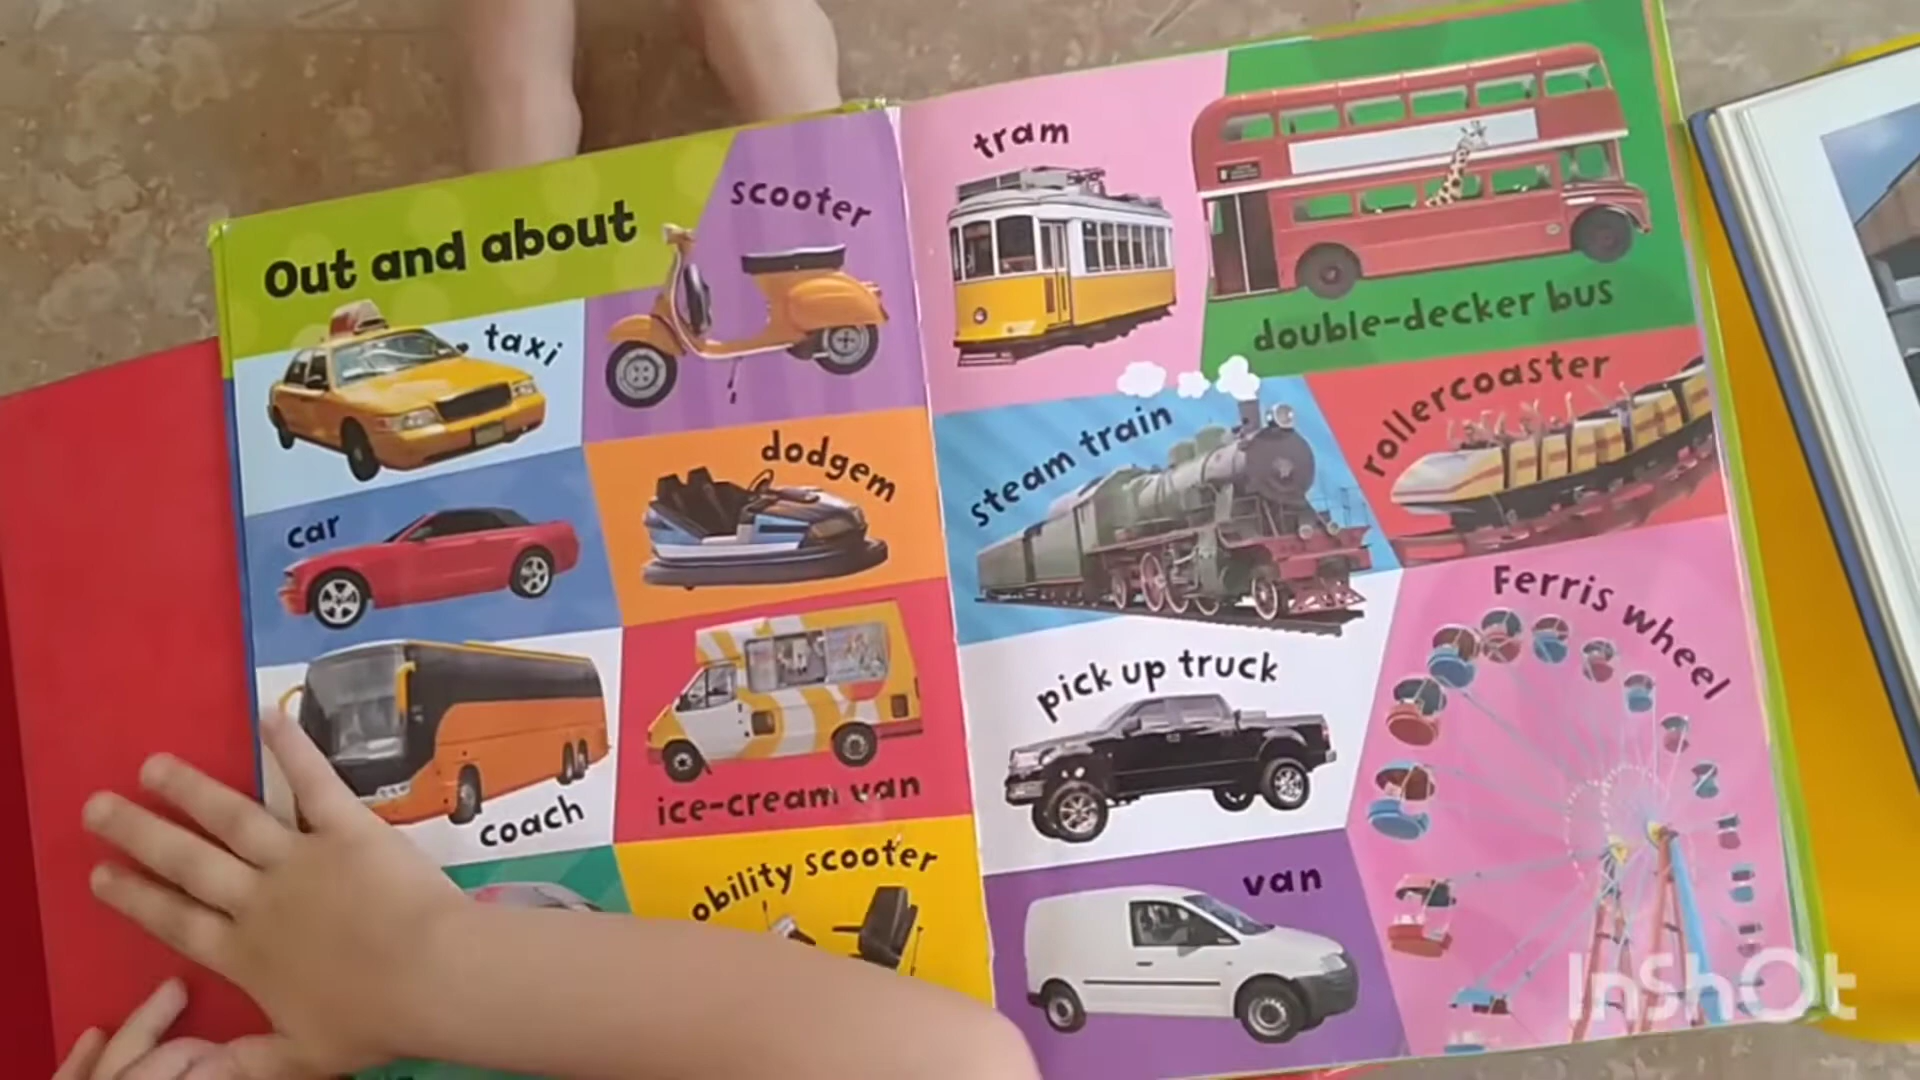 Out and about
scooter
taxi
car
dodgem
coach
ice-cream van
obility scooter
tram
double-decker bus
steam train
rollercoaster
pick up truck
Ferris wheel
van
InShOt